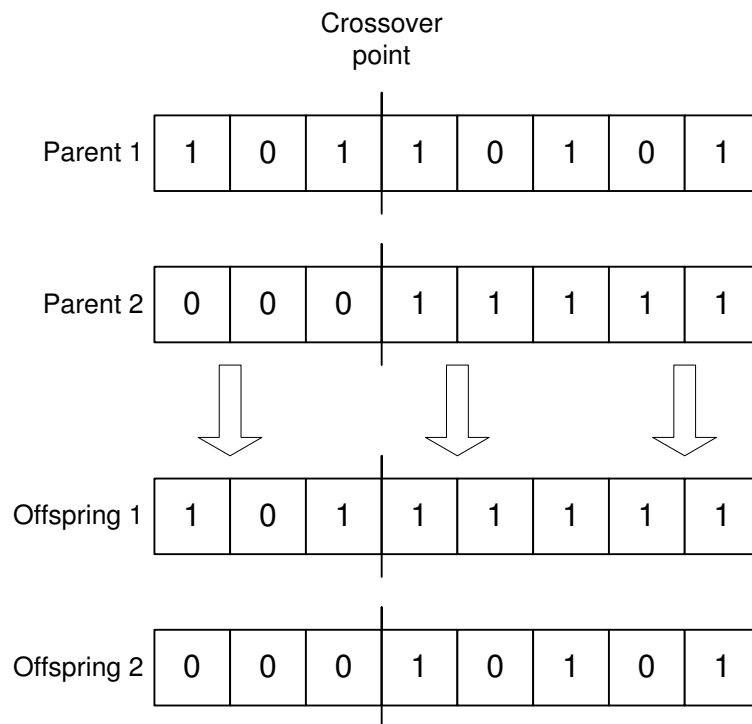 Crossover
point
Parent 1 1 0 1 1 0 1 0 1
Parent 2 0 0 0 1 1 1 1 1
Offspring 1 1 0 1 1 1 1 1 1
Offspring 2 0 0 0 1 0 1 0 1